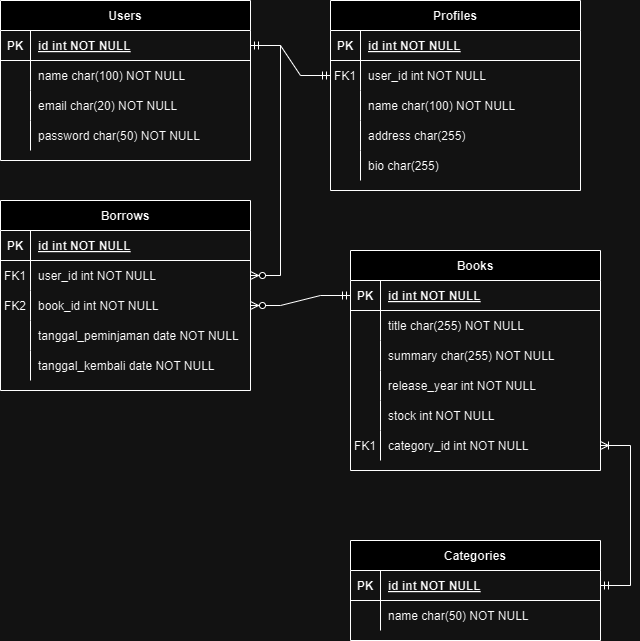 Users
PK id int NOT NULL
name char(100) NOT NULL
email char(20) NOT NULL
password char(50) NOT NULL
Profiles
PK id int NOT NULL
FK1 user_id int NOT NULL
name char(100) NOT NULL
address char(255)
bio char(255)
Borrows
PK id int NOT NULL
FK1 user_id int NOT NULL
FK2 book_id int NOT NULL
tanggal_peminjaman date NOT NULL
tanggal_kembali date NOT NULL
Books
PK id int NOT NULL
title char(255) NOT NULL
summary char(255) NOT NULL
release_year int NOT NULL
stock int NOT NULL
FK1 category_id int NOT NULL
Categories
PK id int NOT NULL
name char(50) NOT NULL